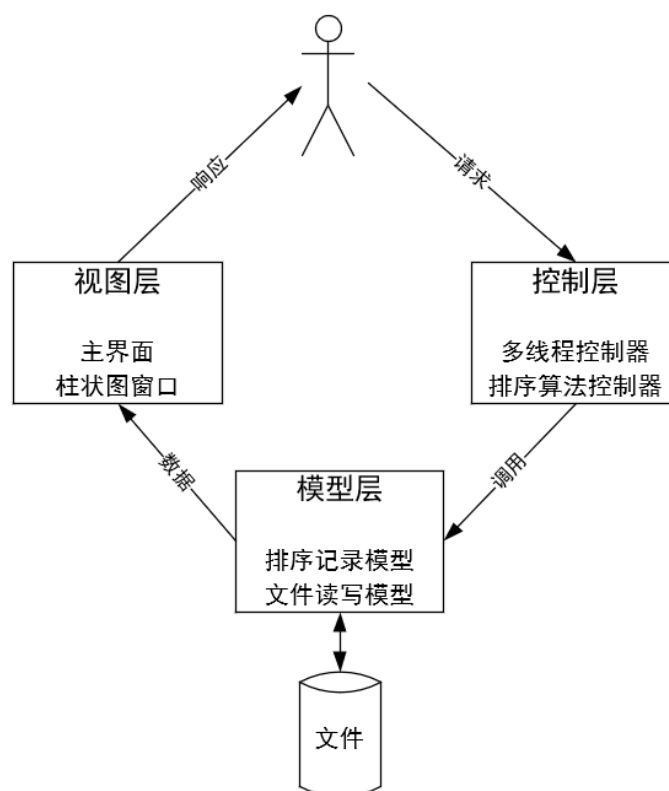 响应
请求
视图层
主界面
柱状图窗口
控制层
多线程控制器
排序算法控制器
数据
调用
模型层
排序记录模型
文件读写模型
文件